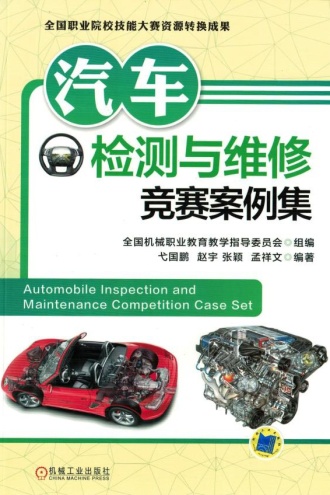 全国职业院校技能大赛资源转换成果
汽车
检测与维修
竞赛案例集
全国机械职业教育教学指导委员会 组编
弋国鹏 赵宇 张颖 孟祥文 编著
Automobile Inspection and
Maintenance Competition Case Set
机械工业出版社
CHINA MACHINE PRESS